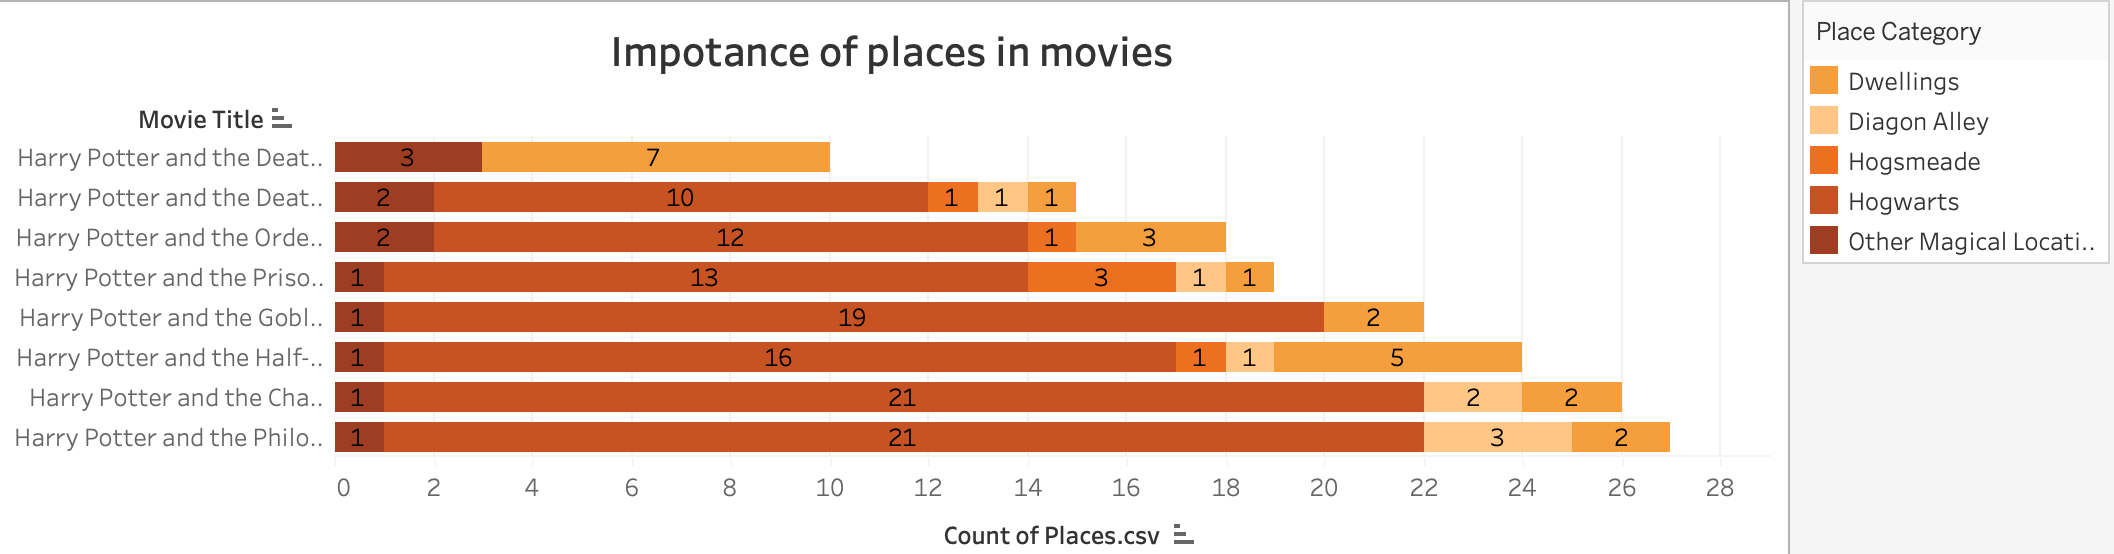 Impotance of places in movies
Movie Title
Harry Potter and the Deat.. 3 7
Harry Potter and the Deat.. 2 10 1 1 1
Harry Potter and the Orde.. 2 12 1 3
Harry Potter and the Priso.. 1 13 3 1 1
Harry Potter and the Gobl.. 1 19 2
Harry Potter and the Half-.. 1 16 1 1 5
Harry Potter and the Cha.. 1 21 2 2
Harry Potter and the Philo.. 1 21 3 2
0 2 4 6 8 10 12 14 16 18 20 22 24 26 28
Count of Places.csv
Place Category
Dwellings
Diagon Alley
Hogsmeade
Hogwarts
Other Magical Locati..